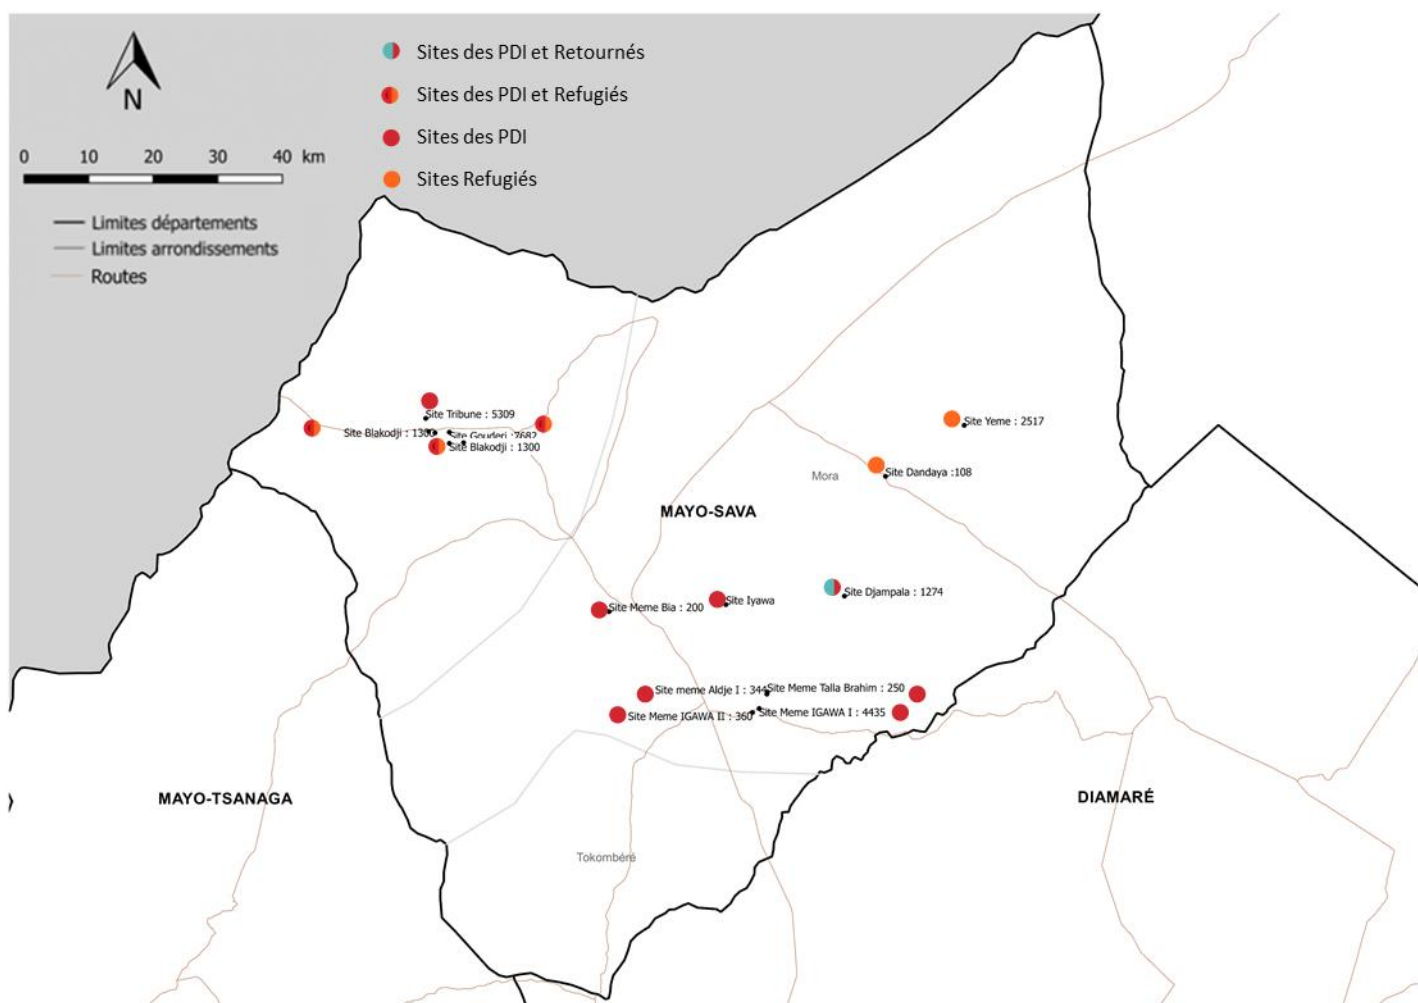 Sites des PDI et Retournés
Sites des PDI et Refugiés
Sites des PDI
Sites Refugiés
N
0 10 20 30 40 km
Limites départements
Limites arrondissements
Routes
Site Tribune : 5309
Site Blakodji : 1300
Site Gouderi :7682
Site Blakodji : 1300
Site Yeme : 2517
Site Dandaya :108
Mora
MAYO-SAVA
Site Djampala : 1274
Site Iyawa
Site Meme Bia : 200
Site meme Aldje I : 344
Site Meme Talla Brahim : 250
Site Meme IGAWA II : 360
Site Meme IGAWA I : 4435
MAYO-TSANAGA
DIAMARÉ
Tokombéré